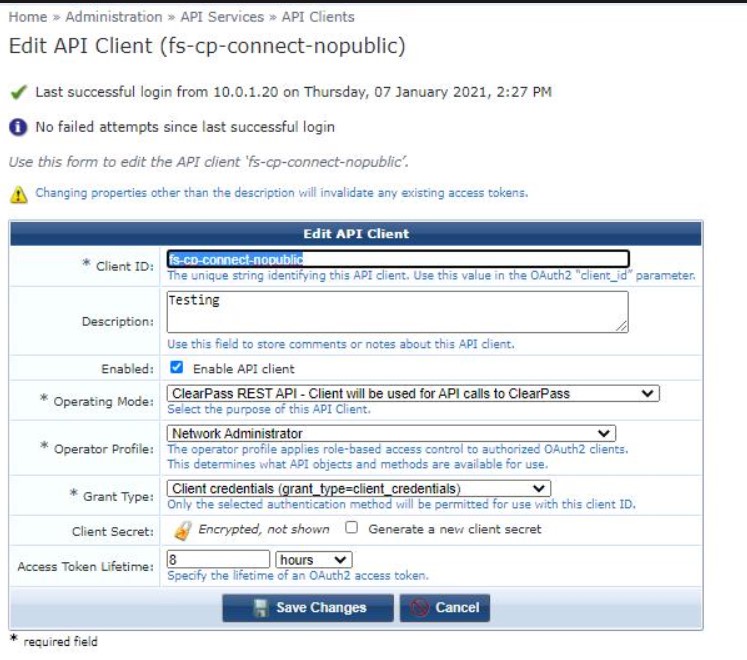 Home » Administration » API Services » API Clients
Edit API Client (fs-cp-connect-nopublic)
Last successful login from 10.0.1.20 on Thursday, 07 January 2021, 2:27 PM
No failed attempts since last successful login
Use this form to edit the API client 'fs-cp-connect-nopublic'.
Changing properties other than the description will invalidate any existing access tokens.
Edit API Client
* Client ID: fs-cp-connect-nopublic
The unique string identifying this API client. Use this value in the OAuth2 "client_id" parameter.
Description: Testing
Use this field to store comments or notes about this API client.
Enabled: Enable API client
* Operating Mode: ClearPass REST API - Client will be used for API calls to ClearPass
Select the purpose of this API Client.
* Operator Profile: Network Administrator
The operator profile applies role-based access control to authorized OAuth2 clients.
This determines what API objects and methods are available for use.
* Grant Type: Client credentials (grant_type=client_credentials)
Only the selected authentication method will be permitted for use with this client ID.
Client Secret: Encrypted, not shown Generate a new client secret
Access Token Lifetime: 8 hours
Specify the lifetime of an OAuth2 access token.
Save Changes Cancel
* required field